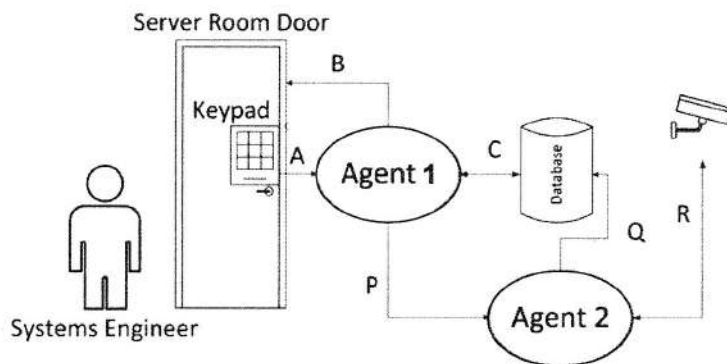 Server Room Door
B
Keypad
A
Agent 1
C
Database
R
Q
P
Agent 2
Systems Engineer